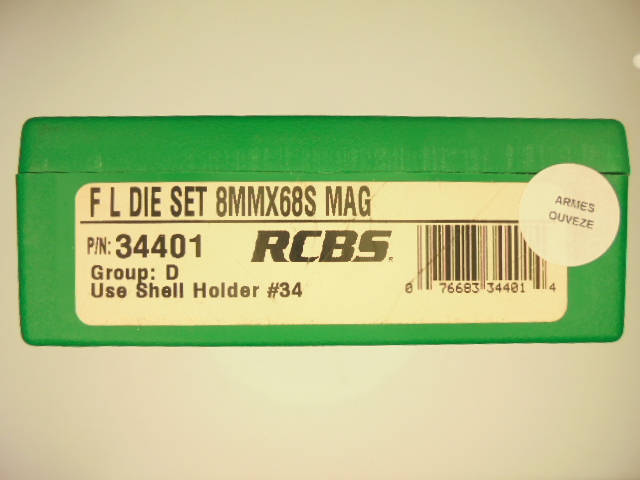 F L DIE SET 8MMX68S MAG
P/N: 34401
RCBS®
Group: D
Use Shell Holder #34
0 76683 34401 4
ARMES
OUVEZE